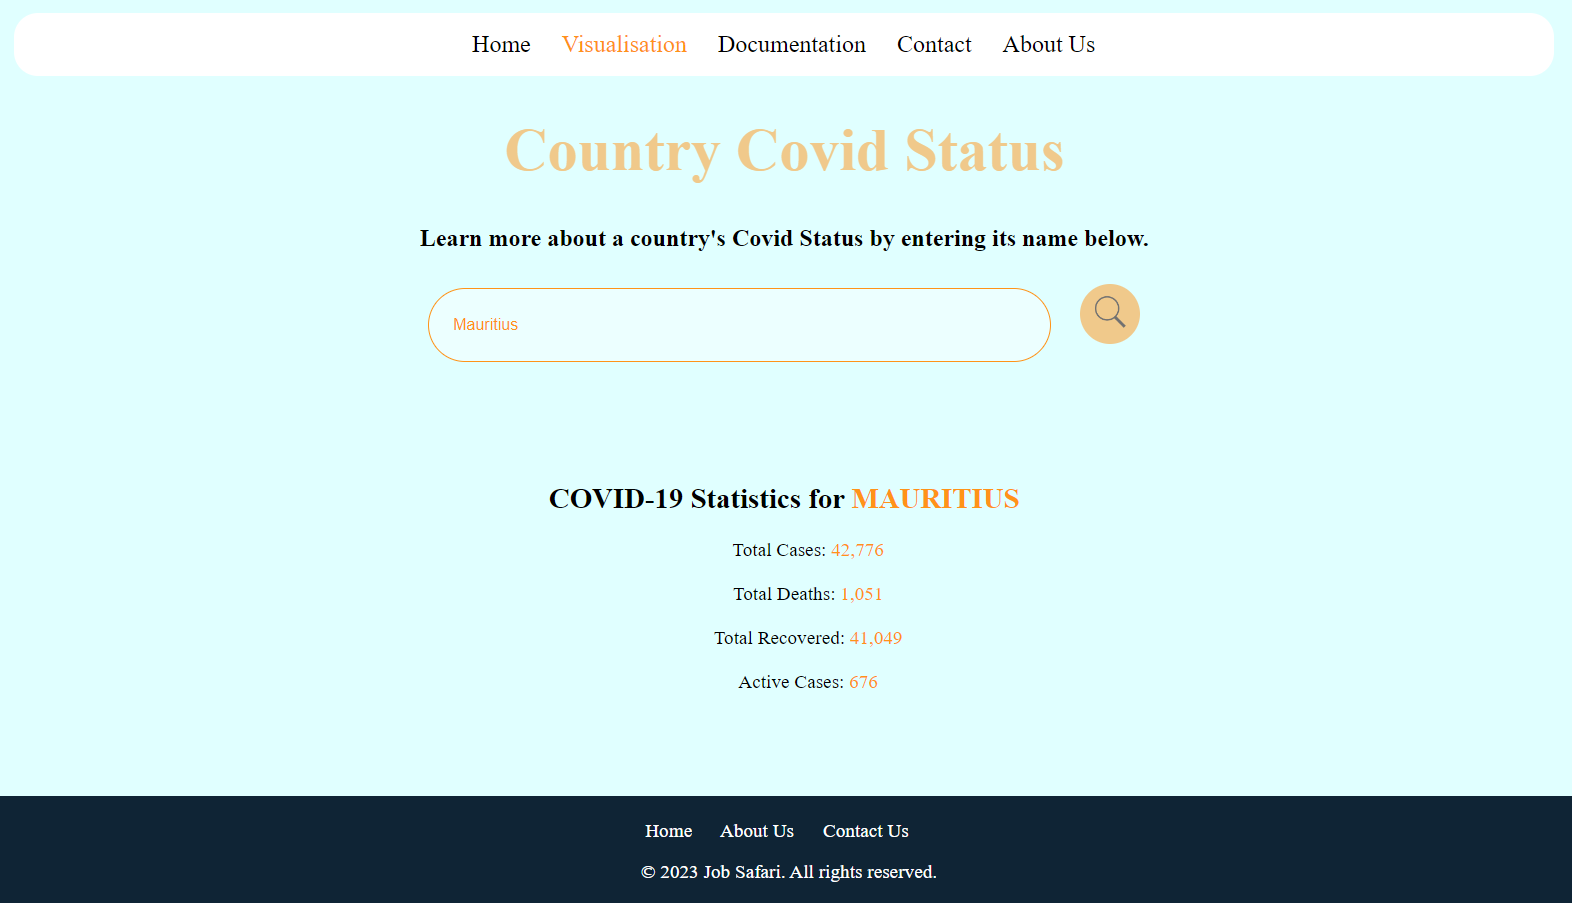 Home Visualisation Documentation Contact About Us
Country Covid Status
Learn more about a country's Covid Status by entering its name below.
Mauritius
COVID-19 Statistics for MAURITIUS
Total Cases: 42,776
Total Deaths: 1,051
Total Recovered: 41,049
Active Cases: 676
Home About Us Contact Us
© 2023 Job Safari. All rights reserved.